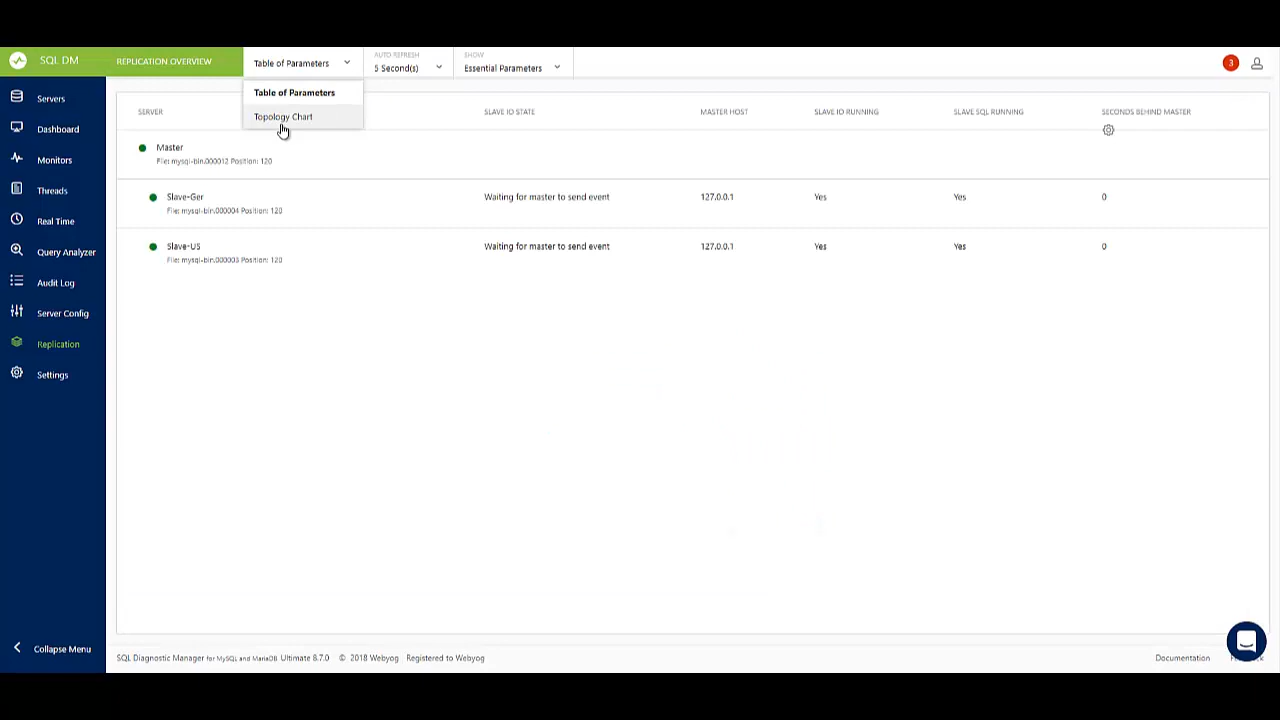 SQL DM
REPLICATION OVERVIEW
Table of Parameters
AUTO REFRESH
5 Second(s)
SHOW
Essential Parameters
3
Table of Parameters
Topology Chart
Servers
Dashboard
Monitors
Threads
Real Time
Query Analyzer
Audit Log
Server Config
Replication
Settings
Collapse Menu
SERVER SLAVE IO STATE MASTER HOST SLAVE IO RUNNING SLAVE SQL RUNNING SECONDS BEHIND MASTER
Master
File: mysql-bin.000012 Position: 120
Slave-Ger Waiting for master to send event 127.0.0.1 Yes Yes 0
File: mysql-bin.000004 Position: 120
Slave-US Waiting for master to send event 127.0.0.1 Yes Yes 0
File: mysql-bin.000003 Position: 120
SQL Diagnostic Manager for MySQL and MariaDB Ultimate 8.7.0 © 2018 Webyog Registered to Webyog
Documentation